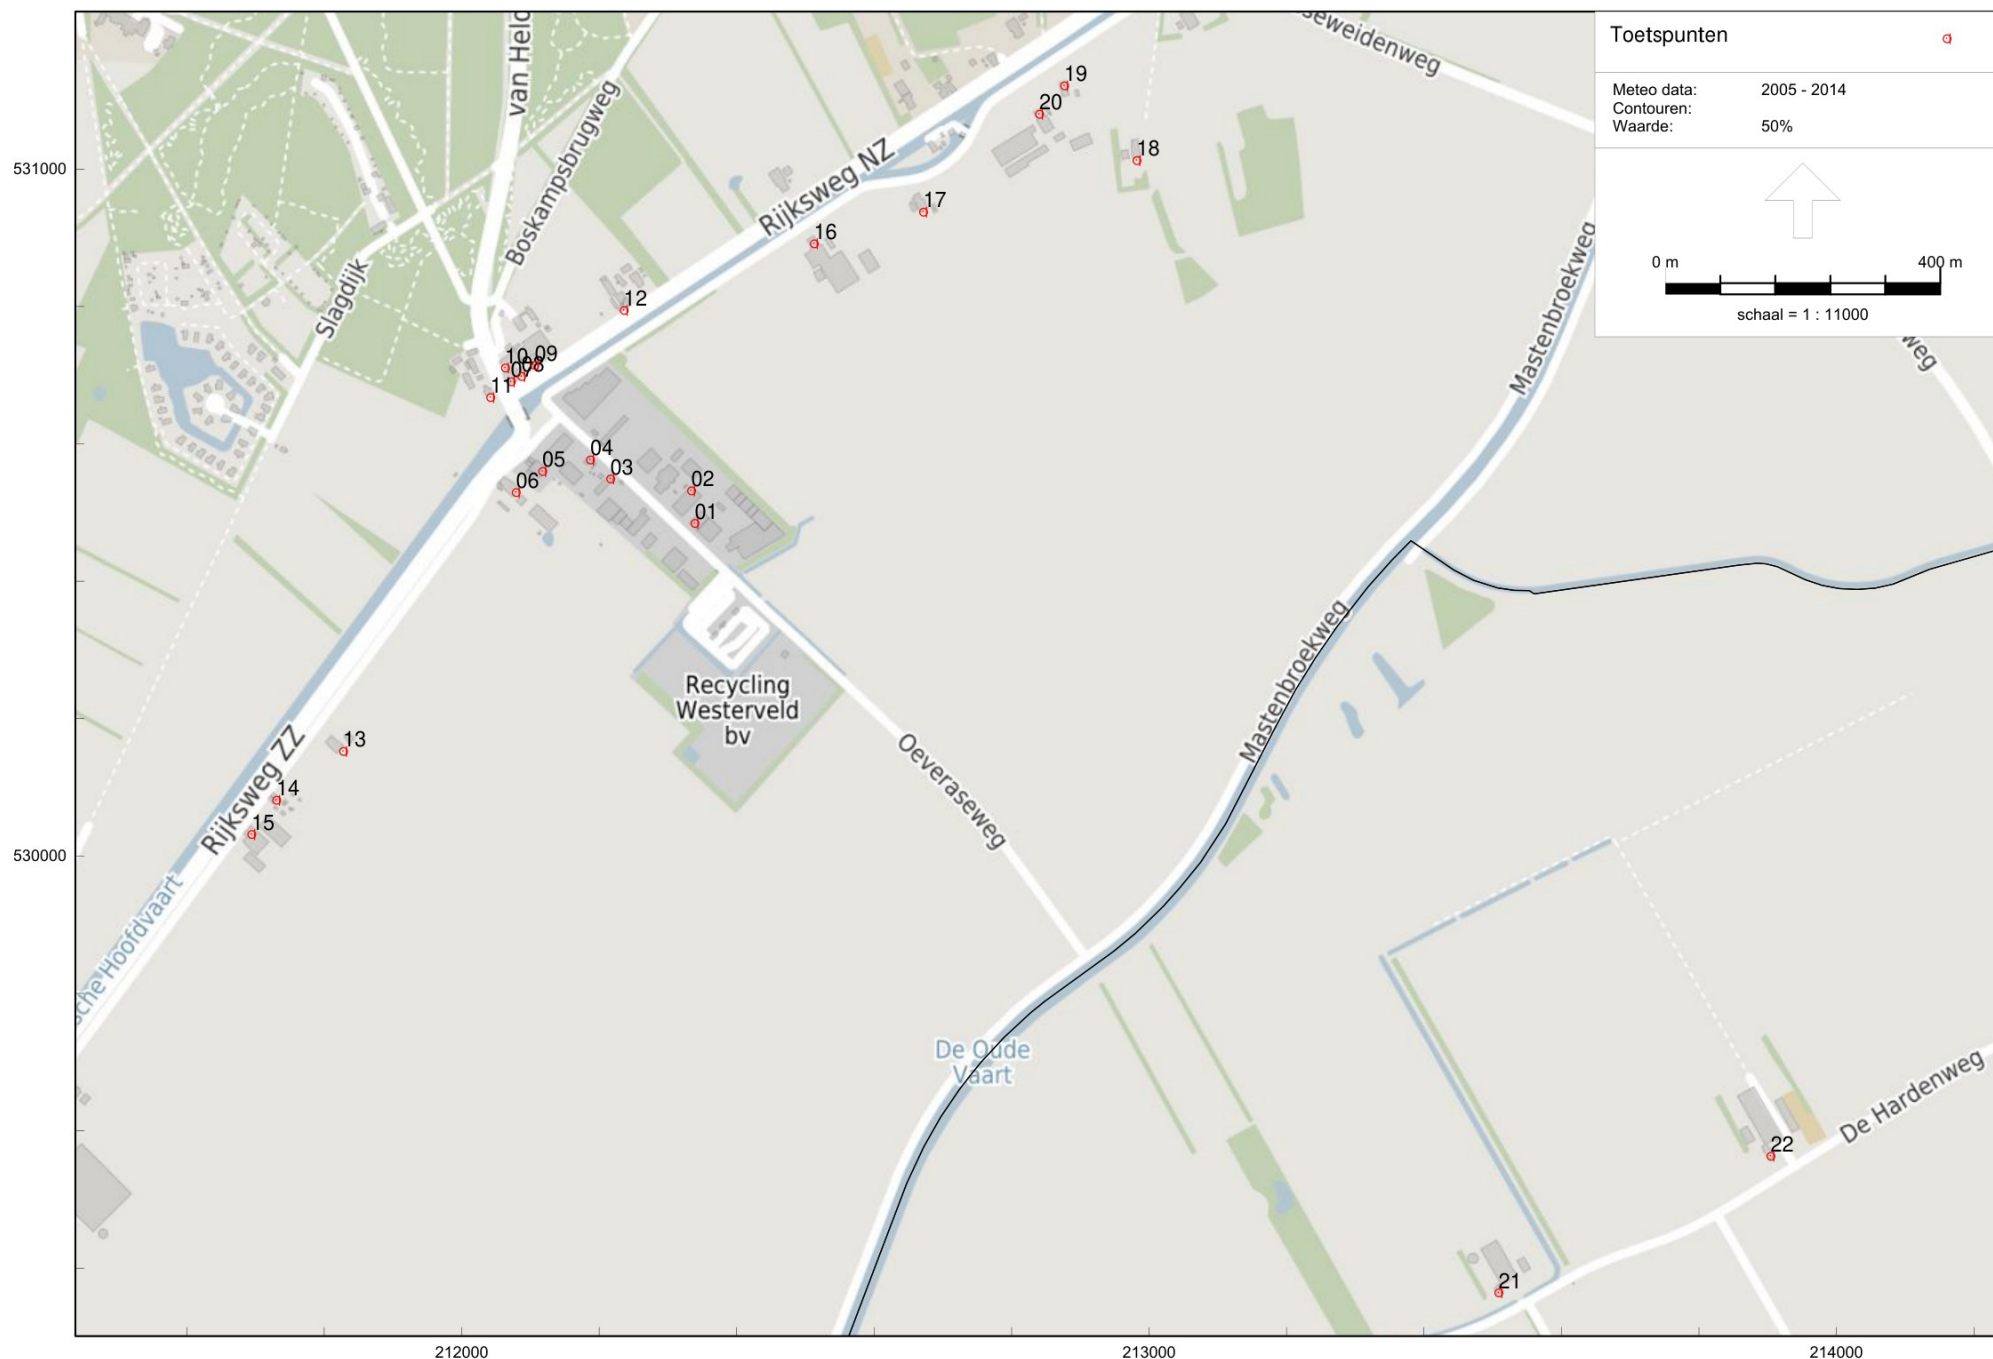 van Held
Boskampsbrugweg
Slagdijk
Rijksweg NZ
seweidenweg
19
20
18
17
16
12
10
09
08
07
11
04
05
03
06
02
01
Toetspunten
Meteo data: 2005 - 2014
Contouren:
Waarde: 50%
0 m 400 m
schaal = 1 : 11000
weg
Mastenbroekweg
Mastenbroekweg
Recycling
Westerveld
bv
Oeveraseweg
13
14
15
Rijksweg ZZ
sche Hoofdvaart
De Oude
Vaart
De Hardenweg
22
21
531000
530000
212000 213000 214000